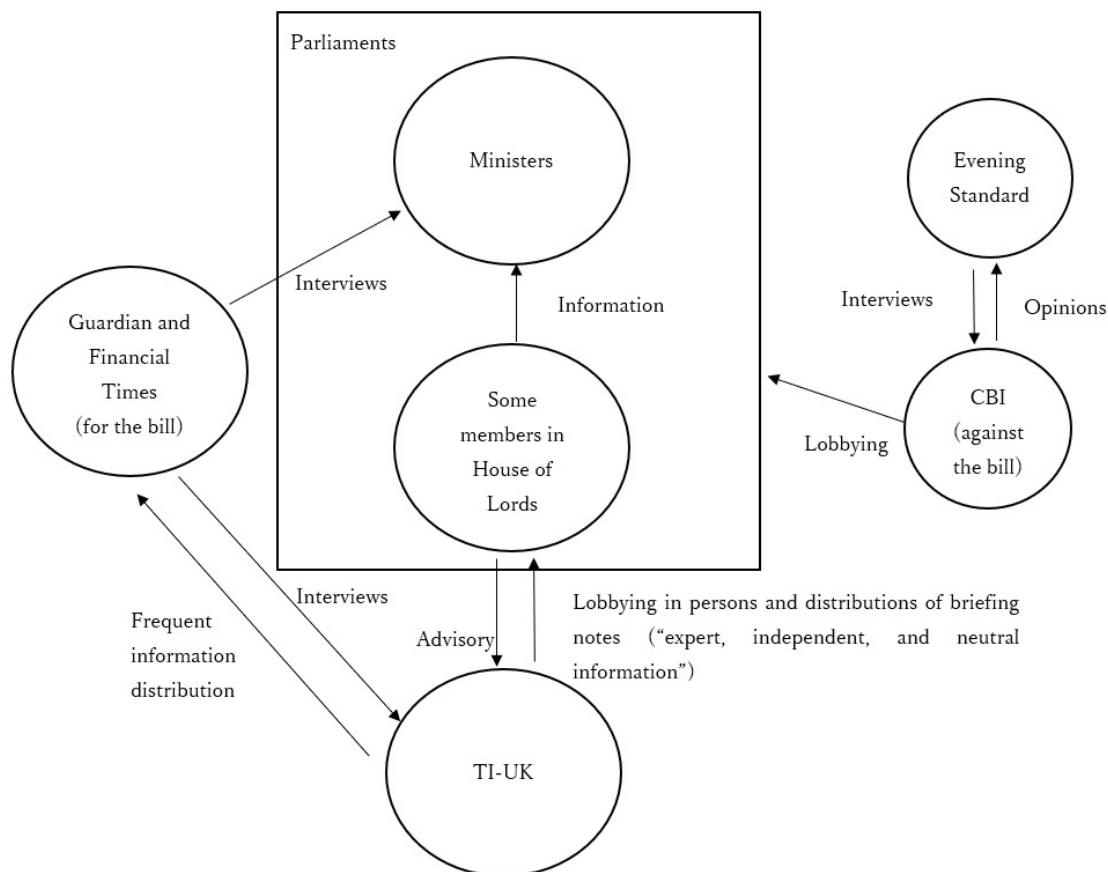 Parliaments
Ministers
Evening
Standard
Interviews
Information
Interviews
Opinions
Guardian and
Financial
Times
(for the bill)
Some
members in
House of
Lords
CBI
(against
the bill)
Lobbying
Frequent
information
distribution
Interviews
Advisory
Lobbying in persons and distributions of briefing
notes (“expert, independent, and neutral
information”)
TI-UK